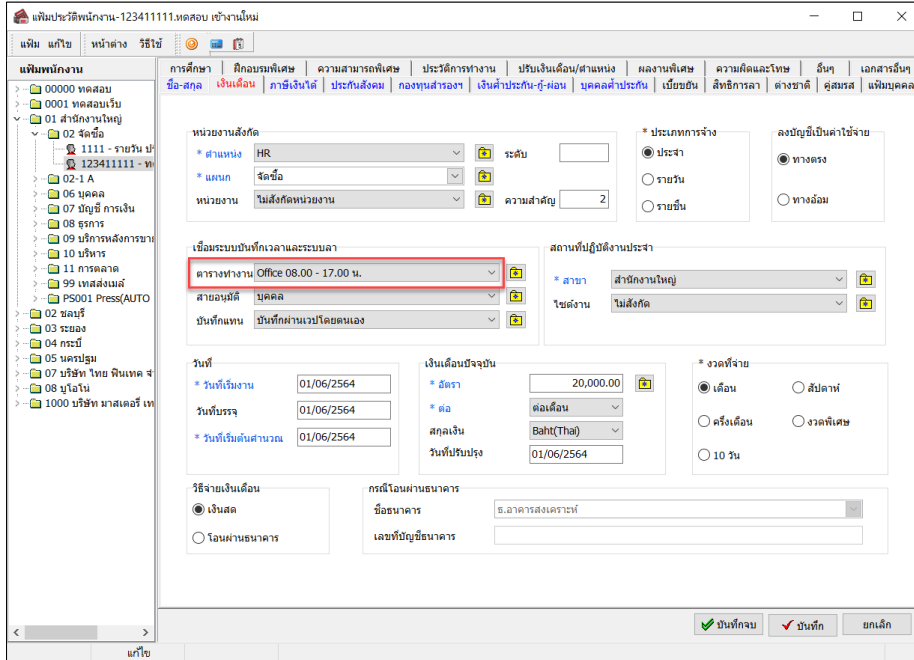 แฟ้มประวัติพนักงาน-123411111.ทดสอบ เข้างานใหม่
แฟ้ม แก้ไข หน้าต่าง วิธีใช้
แฟ้มพนักงาน
00000 ทดสอบ
0001 ทดสอบเว็บ
01 สำนักงานใหญ่
02 จัดซื้อ
1111 - รายวัน ป
123411111 - ท
02-1 A
06 บุคคล
07 บัญชี การเงิน
08 ธุรการ
09 บริการหลังการขาย
10 บริหาร
11 การตลาด
99 เทสส่งเมล์
PS001 Press(AUTO
02 ชลบุรี
03 ระยอง
04 กระบี่
05 นครปฐม
07 บริษัท ไทย ฟินเทค จำ
08 บูโอโน่
1000 บริษัท มาสเตอรี่ เท
การศึกษา ฝึกอบรมพิเศษ ความสามารถพิเศษ ประวัติการทำงาน ปรับเงินเดือน/ตำแหน่ง ผลงานพิเศษ ความผิดและโทษ อื่นๆ เอกสารอื่นๆ
ชื่อ-สกุล เงินเดือน ภาษีเงินได้ ประกันสังคม กองทุนสำรองฯ เงินค้ำประกัน-กู้-ผ่อน บุคคลค้ำประกัน เบี้ยขยัน สิทธิการลา ต่างชาติ คู่สมรส แฟ้มบุคคล
หน่วยงานสังกัด
* ตำแหน่ง HR ระดับ
* แผนก จัดซื้อ
หน่วยงาน ไม่สังกัดหน่วยงาน ความสำคัญ 2
* ประเภทการจ้าง
ประจำ
รายวัน
รายชิ้น
ลงบัญชีเป็นค่าใช้จ่าย
ทางตรง
ทางอ้อม
เชื่อมระบบบันทึกเวลาและระบบลา
ตารางทำงาน Office 08.00 - 17.00 น.
สายอนุมัติ บุคคล
บันทึกแทน บันทึกผ่านเวปโดยตนเอง
สถานที่ปฏิบัติงานประจำ
* สาขา สำนักงานใหญ่
ไซด์งาน ไม่สังกัด
วันที่
* วันที่เริ่มงาน 01/06/2564
วันที่บรรจุ 01/06/2564
* วันที่เริ่มต้นคำนวณ 01/06/2564
เงินเดือนปัจจุบัน
* อัตรา 20,000.00
* ต่อ ต่อเดือน
สกุลเงิน Baht(Thai)
วันที่ปรับปรุง 01/06/2564
* งวดที่จ่าย
เดือน สัปดาห์
ครึ่งเดือน งวดพิเศษ
10 วัน
วิธีจ่ายเงินเดือน
เงินสด
โอนผ่านธนาคาร
กรณีโอนผ่านธนาคาร
ชื่อธนาคาร ธ.อาคารสงเคราะห์
เลขที่บัญชีธนาคาร
บันทึกจบ บันทึก ยกเลิก
แก้ไข